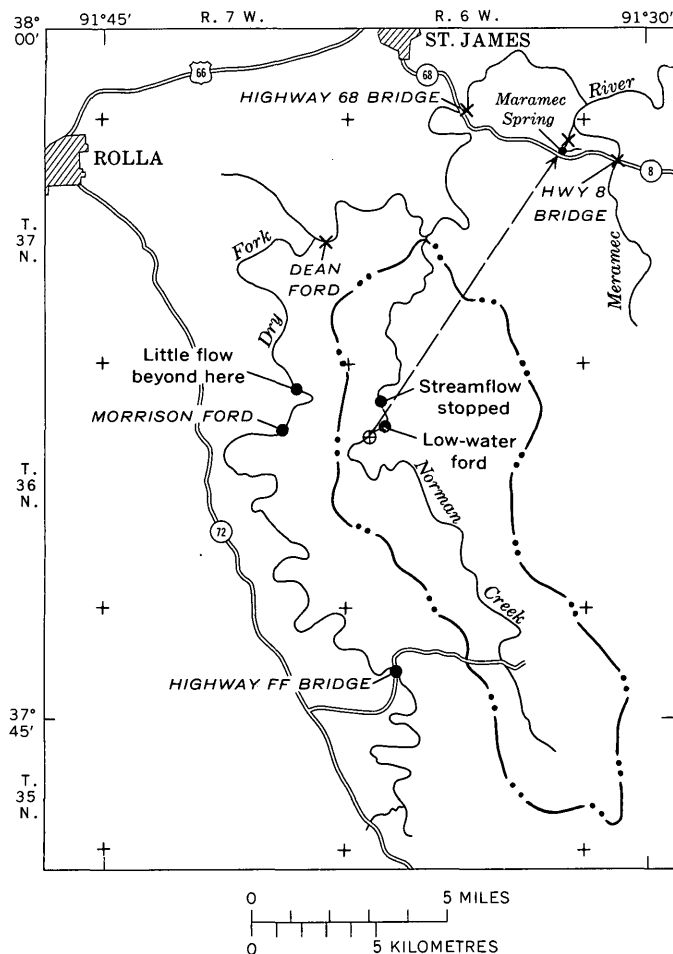 91°45'
R. 7 W.
R. 6 W.
91°30'
38°
00'
ST. JAMES
66
68
HIGHWAY 68 BRIDGE
Maramec
Spring
River
ROLLA
8
HWY 8
BRIDGE
T.
37
N.
Fork
DEAN
FORD
Meramec
Dry
Little flow
beyond here
MORRISON FORD
Streamflow
stopped
Low-water
ford
T.
36
N.
Norman
72
Creek
HIGHWAY FF BRIDGE
37°
45'
T.
35
N.
0 5 MILES
0 5 KILOMETRES